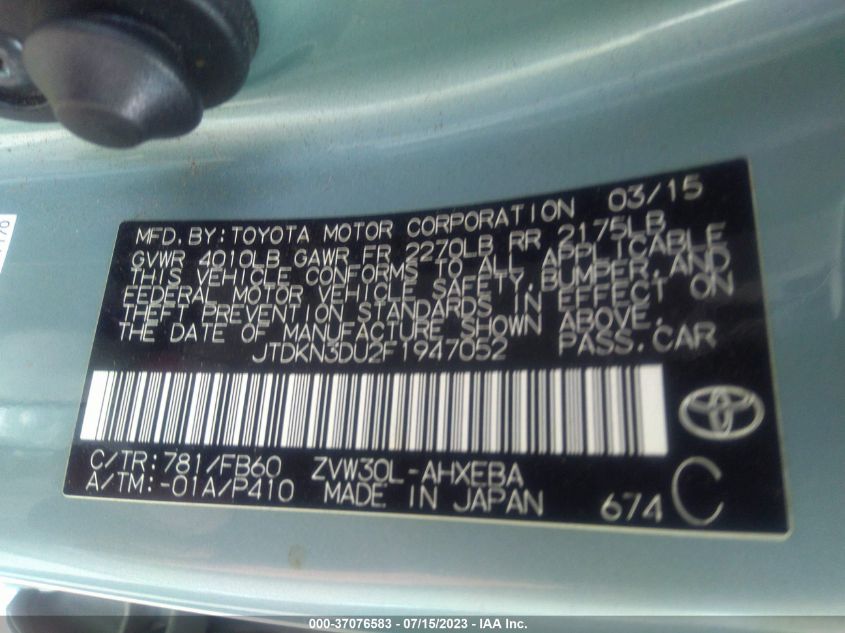 MFD. BY: TOYOTA MOTOR CORPORATION 03/15
GVWR 4010LB GAWR FR 2270LB RR 2175LB
THIS VEHICLE CONFORMS TO ALL APPLICABLE
FEDERAL MOTOR VEHICLE SAFETY, BUMPER, AND
THEFT PREVENTION STANDARDS IN EFFECT ON
THE DATE OF MANUFACTURE SHOWN ABOVE.
JTDKN3DU2F1947052 PASS. CAR
C/TR: 781/FB60 ZVW30L-AHXEBA
A/TM: -01A/P410 MADE IN JAPAN 674 C
000-37076583 - 07/15/2023 - IAA Inc.